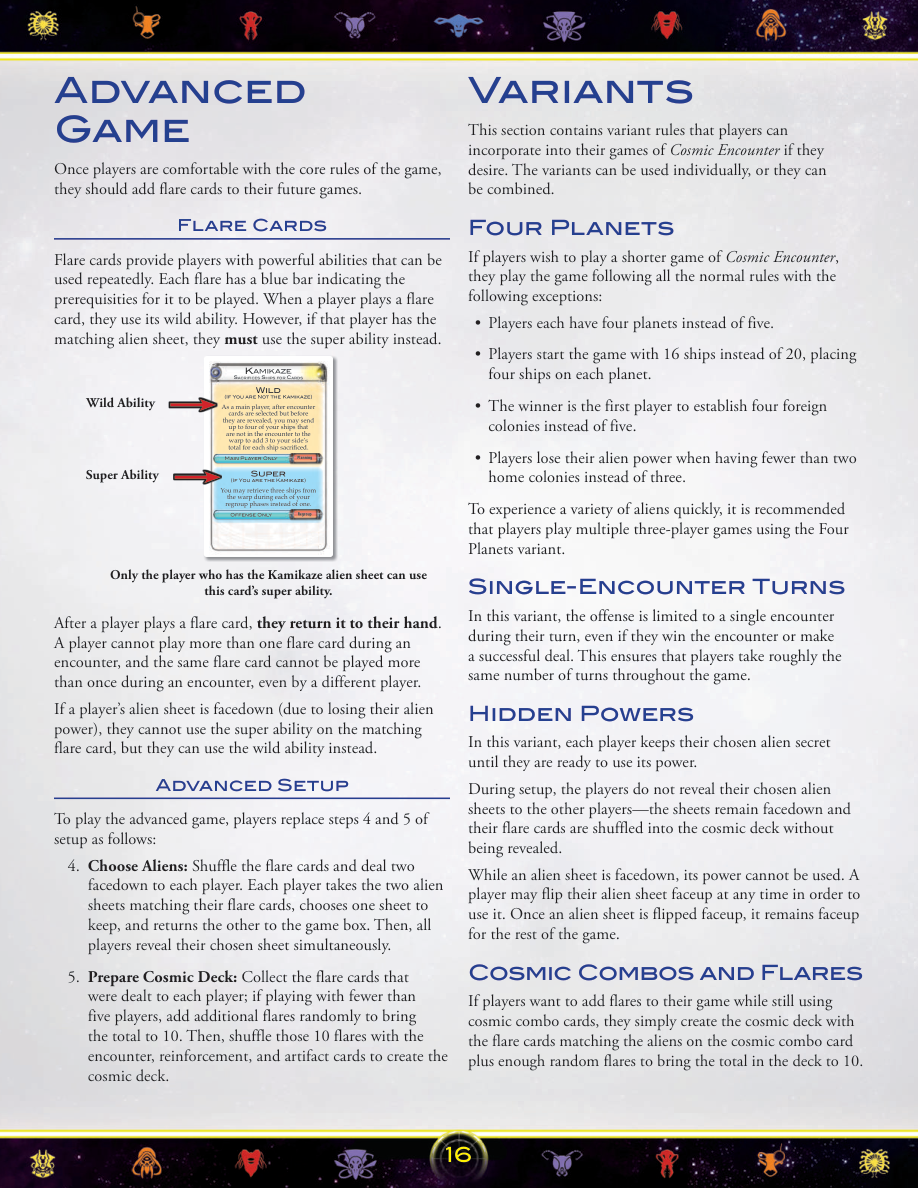 ADVANCED
GAME
Once players are comfortable with the core rules of the game,
they should add flare cards to their future games.
FLARE CARDS
Flare cards provide players with powerful abilities that can be
used repeatedly. Each flare has a blue bar indicating the
prerequisities for it to be played. When a player plays a flare
card, they use its wild ability. However, if that player has the
matching alien sheet, they must use the super ability instead.
Wild Ability
Super Ability
KAMIKAZE
SACRIFICES SHIPS FOR CARDS
WILD
(IF YOU ARE NOT THE KAMIKAZE)
As a main player, after encounter
cards are selected but before
they are revealed, you may send
up to four of your ships that
are not in the encounter to the
warp to add 3 to your side's
total for each ship sacrificed.
MAIN PLAYER ONLY Planning
SUPER
(IF YOU ARE THE KAMIKAZE)
You may retrieve three ships from
the warp during each of your
regroup phases instead of one.
OFFENSE ONLY Regroup
Only the player who has the Kamikaze alien sheet can use
this card's super ability.
After a player plays a flare card, they return it to their hand.
A player cannot play more than one flare card during an
encounter, and the same flare card cannot be played more
than once during an encounter, even by a different player.
If a player's alien sheet is facedown (due to losing their alien
power), they cannot use the super ability on the matching
flare card, but they can use the wild ability instead.
ADVANCED SETUP
To play the advanced game, players replace steps 4 and 5 of
setup as follows:
4. Choose Aliens: Shuffle the flare cards and deal two
facedown to each player. Each player takes the two alien
sheets matching their flare cards, chooses one sheet to
keep, and returns the other to the game box. Then, all
players reveal their chosen sheet simultaneously.
5. Prepare Cosmic Deck: Collect the flare cards that
were dealt to each player; if playing with fewer than
five players, add additional flares randomly to bring
the total to 10. Then, shuffle those 10 flares with the
encounter, reinforcement, and artifact cards to create the
cosmic deck.
VARIANTS
This section contains variant rules that players can
incorporate into their games of Cosmic Encounter if they
desire. The variants can be used individually, or they can
be combined.
FOUR PLANETS
If players wish to play a shorter game of Cosmic Encounter,
they play the game following all the normal rules with the
following exceptions:
• Players each have four planets instead of five.
• Players start the game with 16 ships instead of 20, placing
four ships on each planet.
• The winner is the first player to establish four foreign
colonies instead of five.
• Players lose their alien power when having fewer than two
home colonies instead of three.
To experience a variety of aliens quickly, it is recommended
that players play multiple three-player games using the Four
Planets variant.
SINGLE-ENCOUNTER TURNS
In this variant, the offense is limited to a single encounter
during their turn, even if they win the encounter or make
a successful deal. This ensures that players take roughly the
same number of turns throughout the game.
HIDDEN POWERS
In this variant, each player keeps their chosen alien secret
until they are ready to use its power.
During setup, the players do not reveal their chosen alien
sheets to the other players—the sheets remain facedown and
their flare cards are shuffled into the cosmic deck without
being revealed.
While an alien sheet is facedown, its power cannot be used. A
player may flip their alien sheet faceup at any time in order to
use it. Once an alien sheet is flipped faceup, it remains faceup
for the rest of the game.
COSMIC COMBOS AND FLARES
If players want to add flares to their game while still using
cosmic combo cards, they simply create the cosmic deck with
the flare cards matching the aliens on the cosmic combo card
plus enough random flares to bring the total in the deck to 10.
16